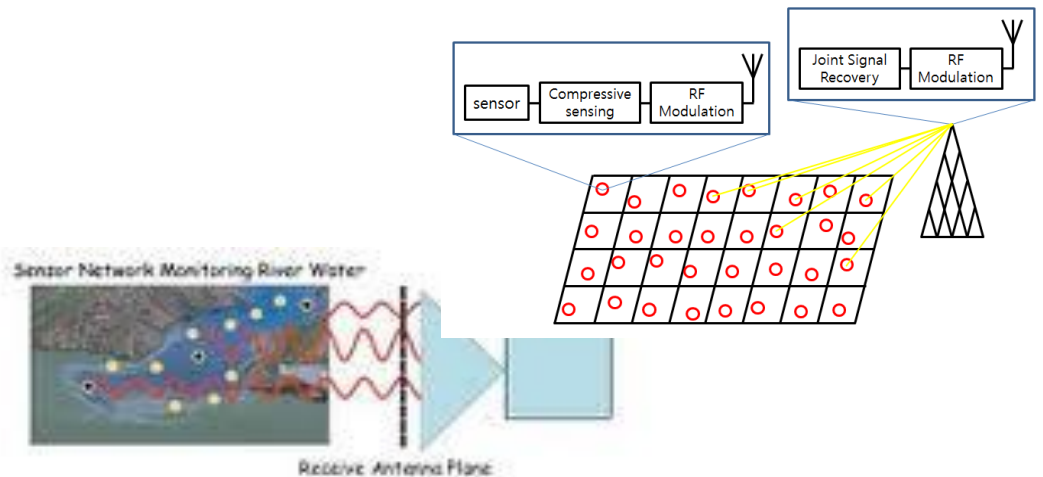 Joint Signal
Recovery
RF
Modulation
sensor
Compressive
sensing
RF
Modulation
Sensor Network Monitoring River Water
Receive Antenna Plane